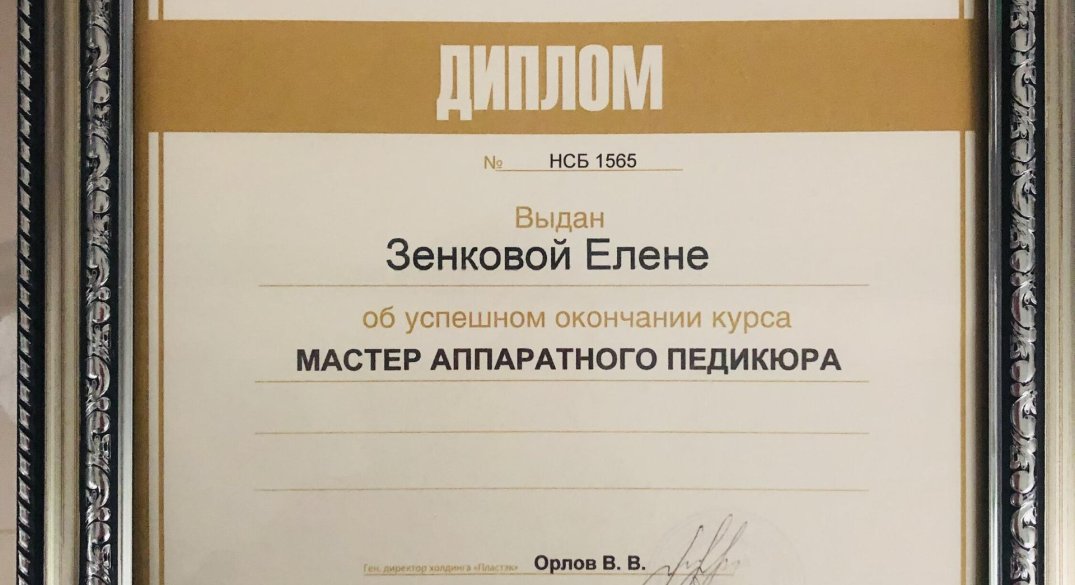 ДИПЛОМ
№ НСБ 1565
Выдан
Зенковой Елене
об успешном окончании курса
МАСТЕР АППАРАТНОГО ПЕДИКЮРА
Ген. директор холдинга «Пластэк» Орлов В. В.